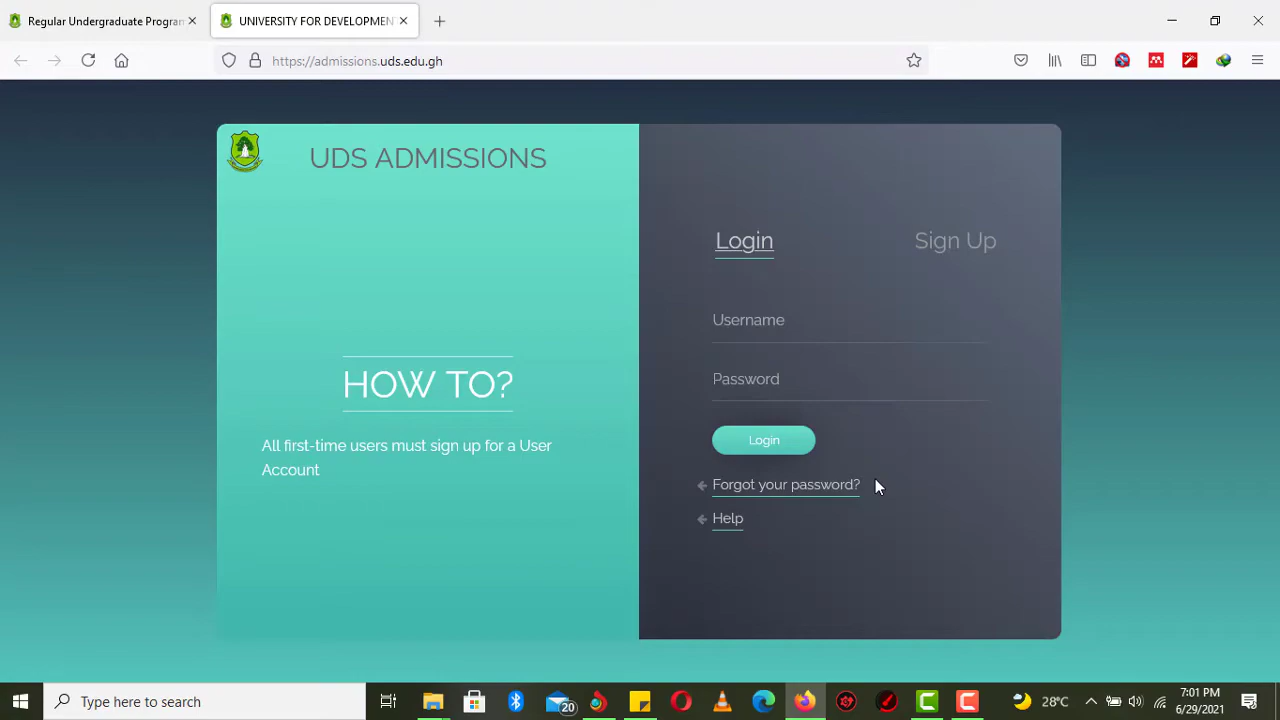 Regular Undergraduate Progran
UNIVERSITY FOR DEVELOPMEN
https://admissions.uds.edu.gh
UDS ADMISSIONS
HOW TO?
All first-time users must sign up for a User
Account
Login
Sign Up
Username
Password
Login
Forgot your password?
Help
Type here to search
20
28°C
7:01 PM
6/29/2021